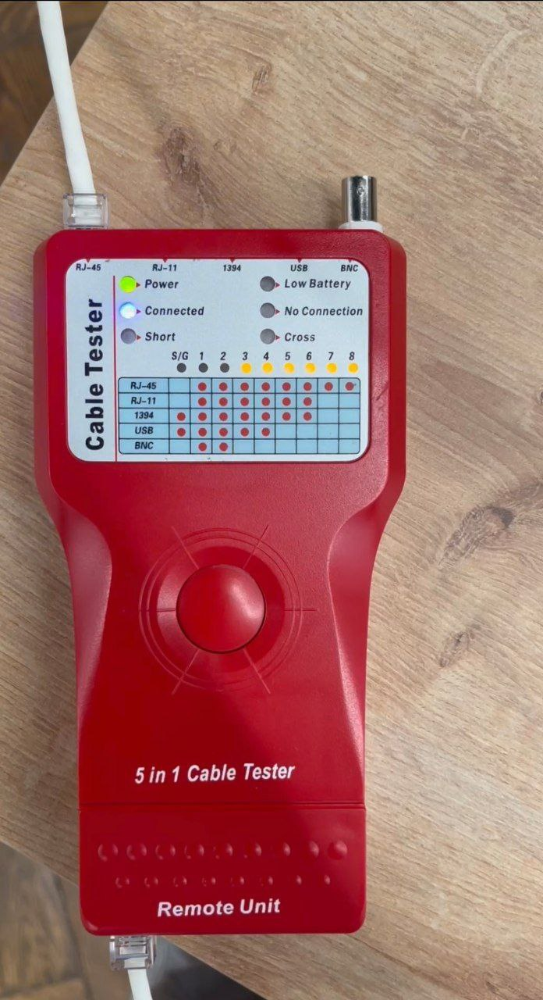 RJ-45 RJ-11 1394 USB BNC
Power Low Battery
Connected No Connection
Short Cross
Cable Tester
S/G 1 2 3 4 5 6 7 8
RJ-45
RJ-11
1394
USB
BNC
5 in 1 Cable Tester
Remote Unit